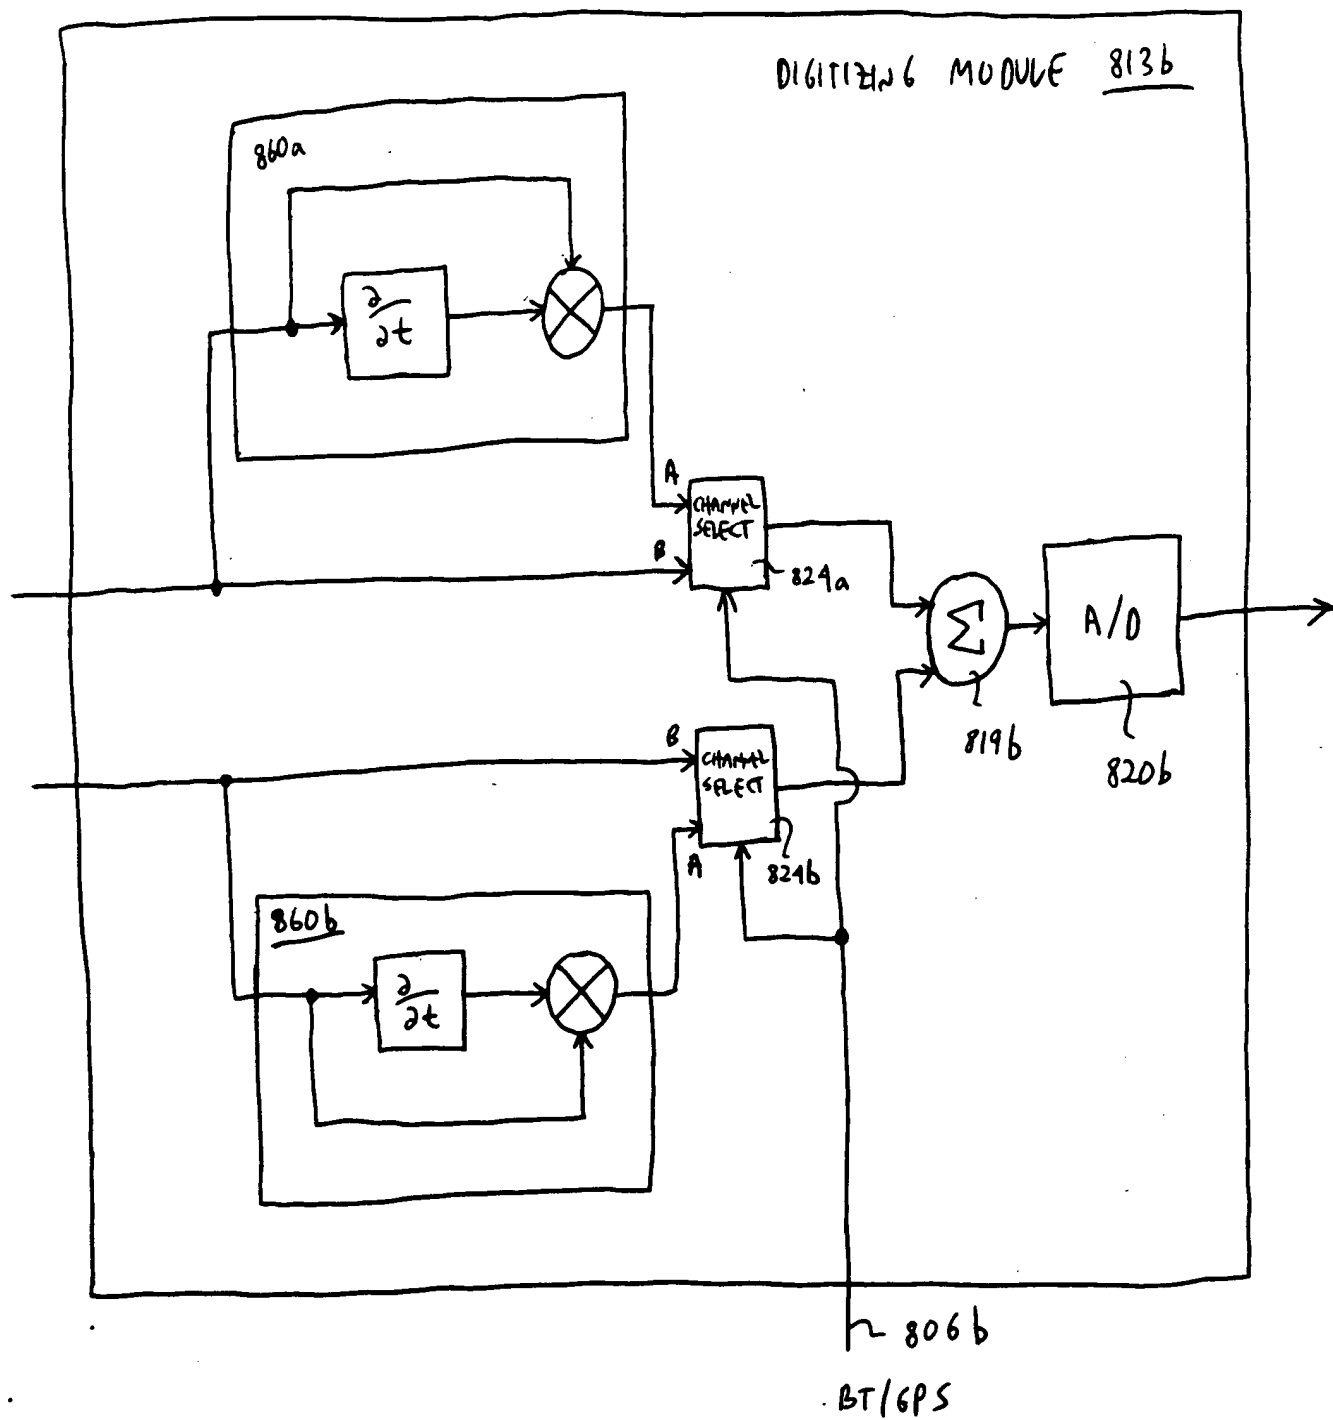 DIGITIZING MODULE 813b
860a
∂/∂t
A
CHANNEL
SELECT
B
824a
Σ
A/D
819b
820b
B
CHANNEL
SELECT
A
824b
860b
∂/∂t
806b
BT/GPS